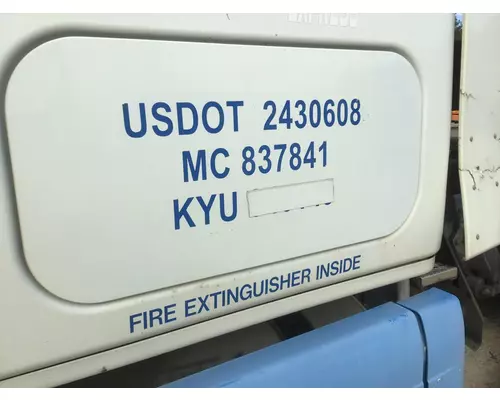 USDOT 2430608
MC 837841
KYU
FIRE EXTINGUISHER INSIDE